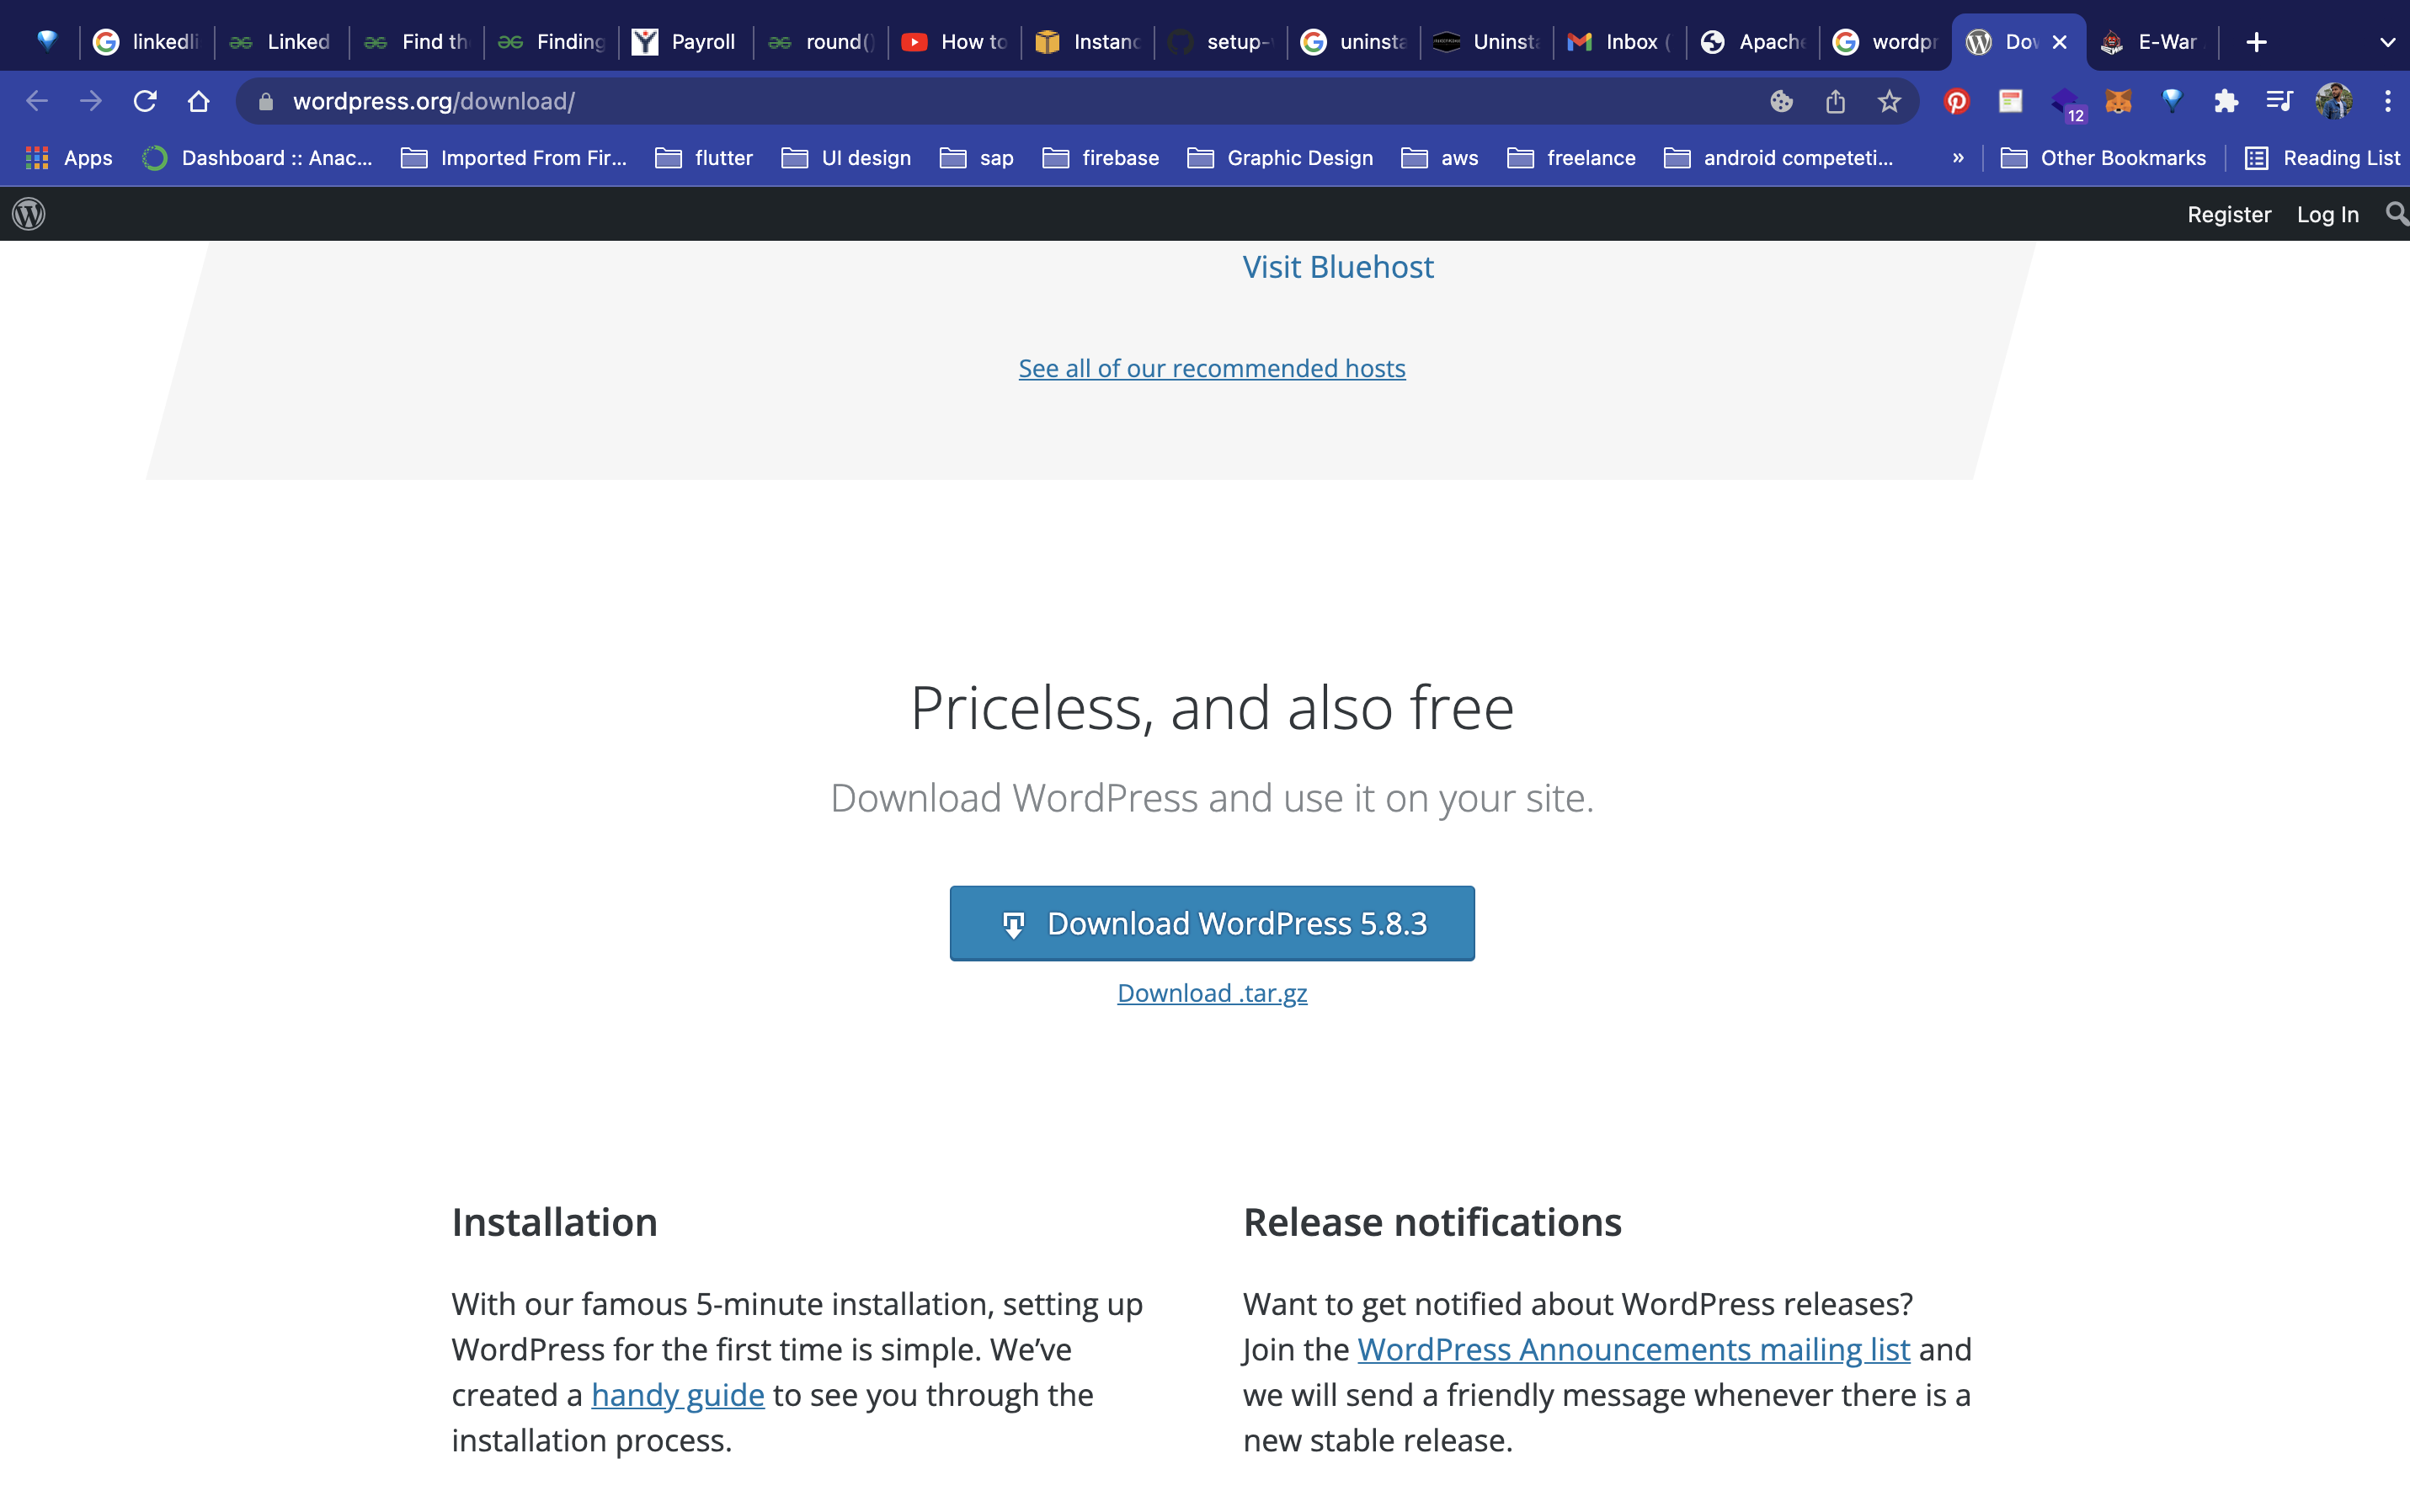 linkedli
Linked
Find th
Finding
Payroll
round()
How to
Instanc
setup-
uninsta
Uninsta
Inbox (
Apache
wordpr
Dov
E-War
wordpress.org/download/
12
Apps
Dashboard :: Anac...
Imported From Fir...
flutter
UI design
sap
firebase
Graphic Design
aws
freelance
android competeti...
»
Other Bookmarks
Reading List
Register
Log In
Visit Bluehost
See all of our recommended hosts
Priceless, and also free
Download WordPress and use it on your site.
Download WordPress 5.8.3
Download .tar.gz
Installation
With our famous 5-minute installation, setting up
WordPress for the first time is simple. We’ve
created a handy guide to see you through the
installation process.
Release notifications
Want to get notified about WordPress releases?
Join the WordPress Announcements mailing list and
we will send a friendly message whenever there is a
new stable release.